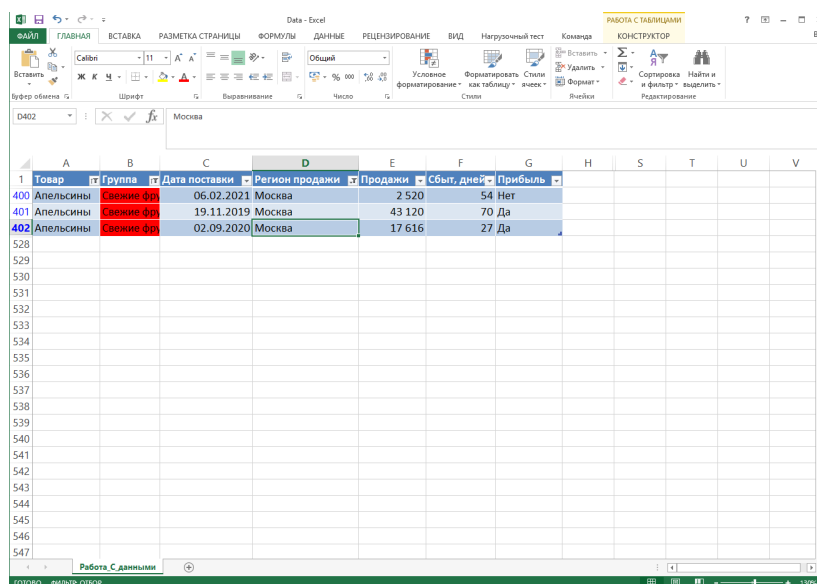 Data - Excel
РАБОТА С ТАБЛИЦАМИ
?
ФАЙЛ ГЛАВНАЯ ВСТАВКА РАЗМЕТКА СТРАНИЦЫ ФОРМУЛЫ ДАННЫЕ РЕЦЕНЗИРОВАНИЕ ВИД Нагрузочный тест Команда КОНСТРУКТОР
Вставить
Calibri 11
Ж К Ч
Общий
% 000
Условное форматирование
Форматировать как таблицу
Стили ячеек
Вставить
Удалить
Формат
Сортировка и фильтр
Найти и выделить
Буфер обмена Шрифт Выравнивание Число Стили Ячейки Редактирование
D402 fx Москва
A B C D E F G H S T U V
1 Товар Группа Дата поставки Регион продажи Продажи Сбыт, дней Прибыль
400 Апельсины Свежие фру 06.02.2021 Москва 2 520 54 Нет
401 Апельсины Свежие фру 19.11.2019 Москва 43 120 70 Да
402 Апельсины Свежие фру 02.09.2020 Москва 17 616 27 Да
528
529
530
531
532
533
534
535
536
537
538
539
540
541
542
543
544
545
546
547
Работа_С_данными
ГОТОВО ФИЛЬТР: ОТБОР 130%